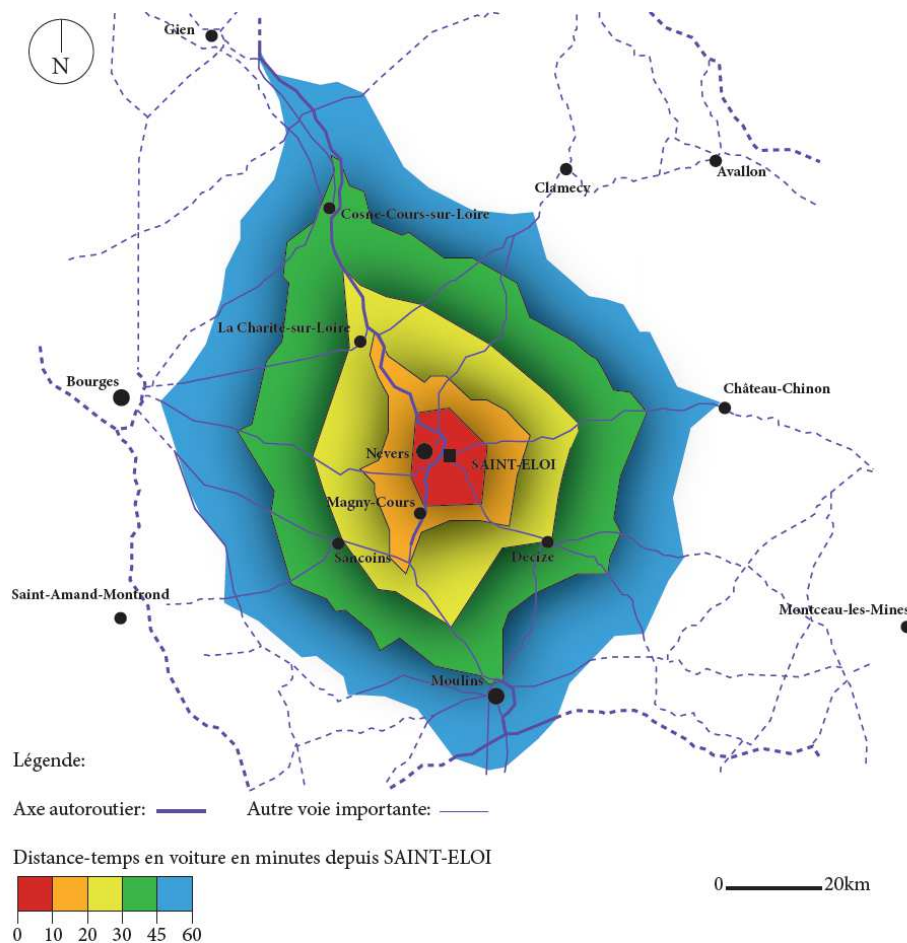 Gien
N
Avallon
Clamecy
Cosne-Cours-sur-Loire
La Charité-sur-Loire
Bourges
Château-Chinon
Nevers
SAINT-ELOI
Magny-Cours
Sancoins
Decize
Saint-Amand-Montrond
Montceau-les-Mines
Moulins
Légende:
Axe autoroutier:
Autre voie importante:
Distance-temps en voiture en minutes depuis SAINT-ELOI
0 20km
0 10 20 30 45 60